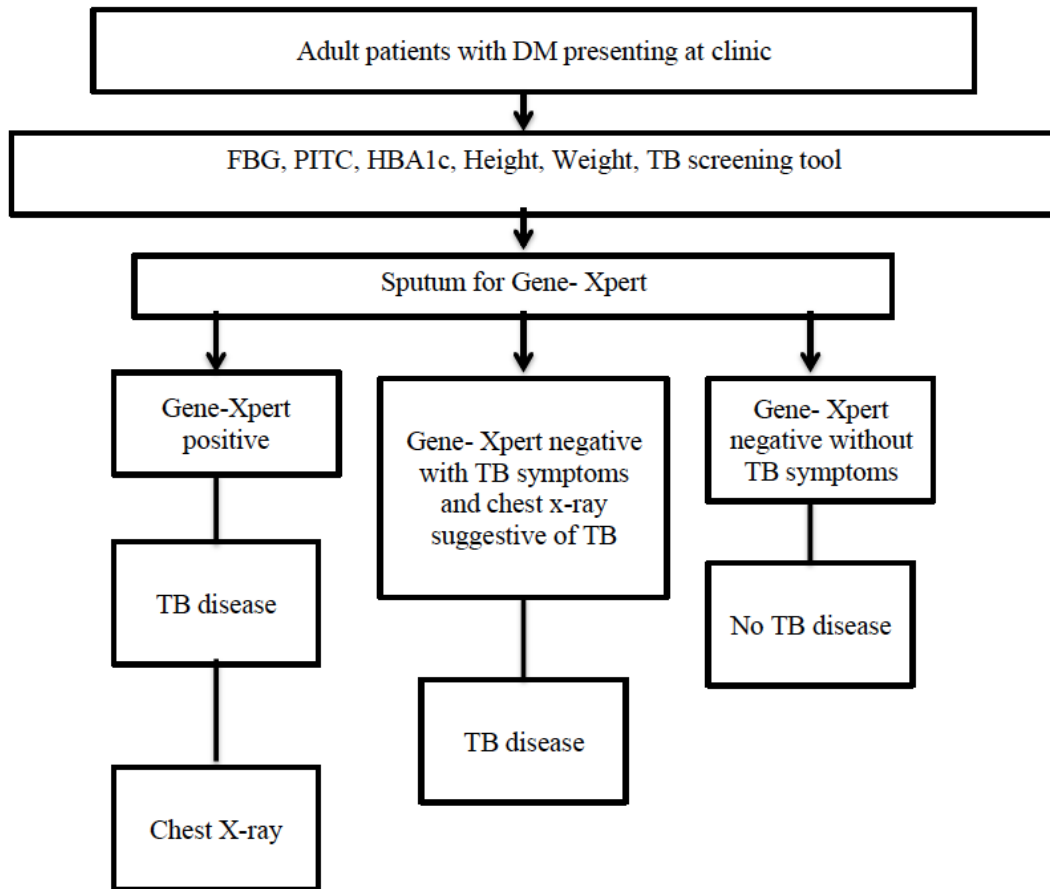 Adult patients with DM presenting at clinic
FBG, PITC, HBA1c, Height, Weight, TB screening tool
Sputum for Gene- Xpert
Gene-Xpert
positive
Gene- Xpert negative
with TB symptoms
and chest x-ray
suggestive of TB
Gene- Xpert
negative without
TB symptoms
TB disease
No TB disease
TB disease
Chest X-ray